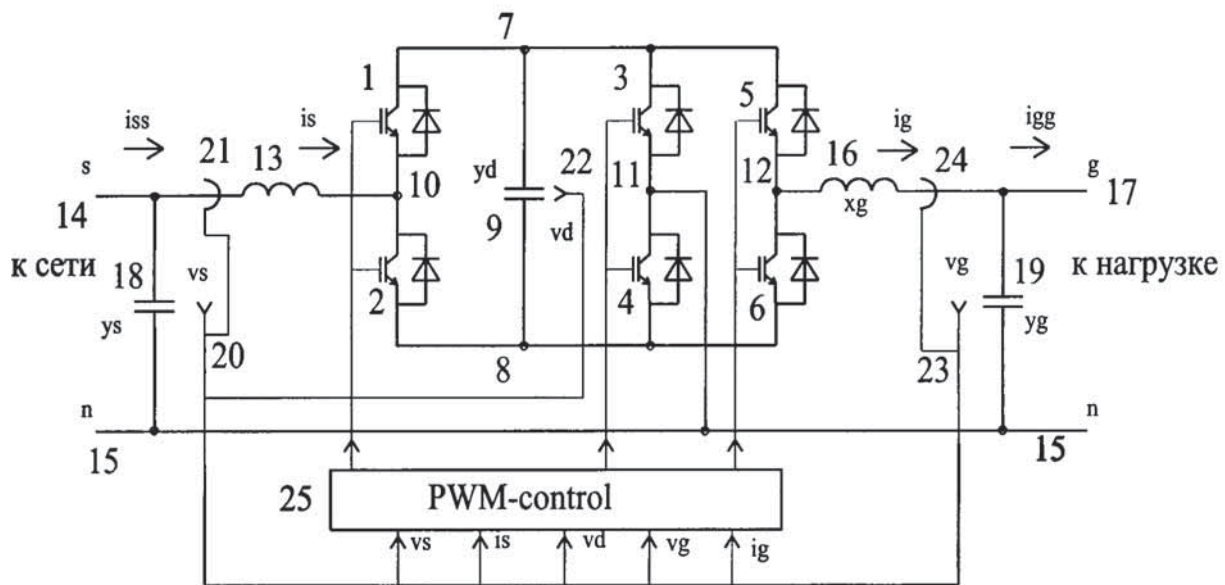 7
1
3
5
iss
is
21
13
22
ig
igg
16
24
s
10
yd
11
12
g
14
9
vd
xg
17
к сети
18
vs
vg
19
к нагрузке
ys
2
4
6
yg
20
8
23
n
n
15
15
25
PWM-control
vs
is
vd
vg
ig